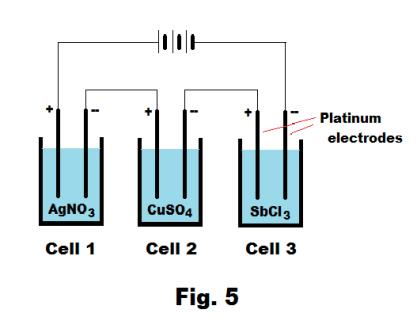 + -- + -- + --
Platinum
electrodes
AgNO3 CuSO4 SbCl3
Cell 1 Cell 2 Cell 3
Fig. 5